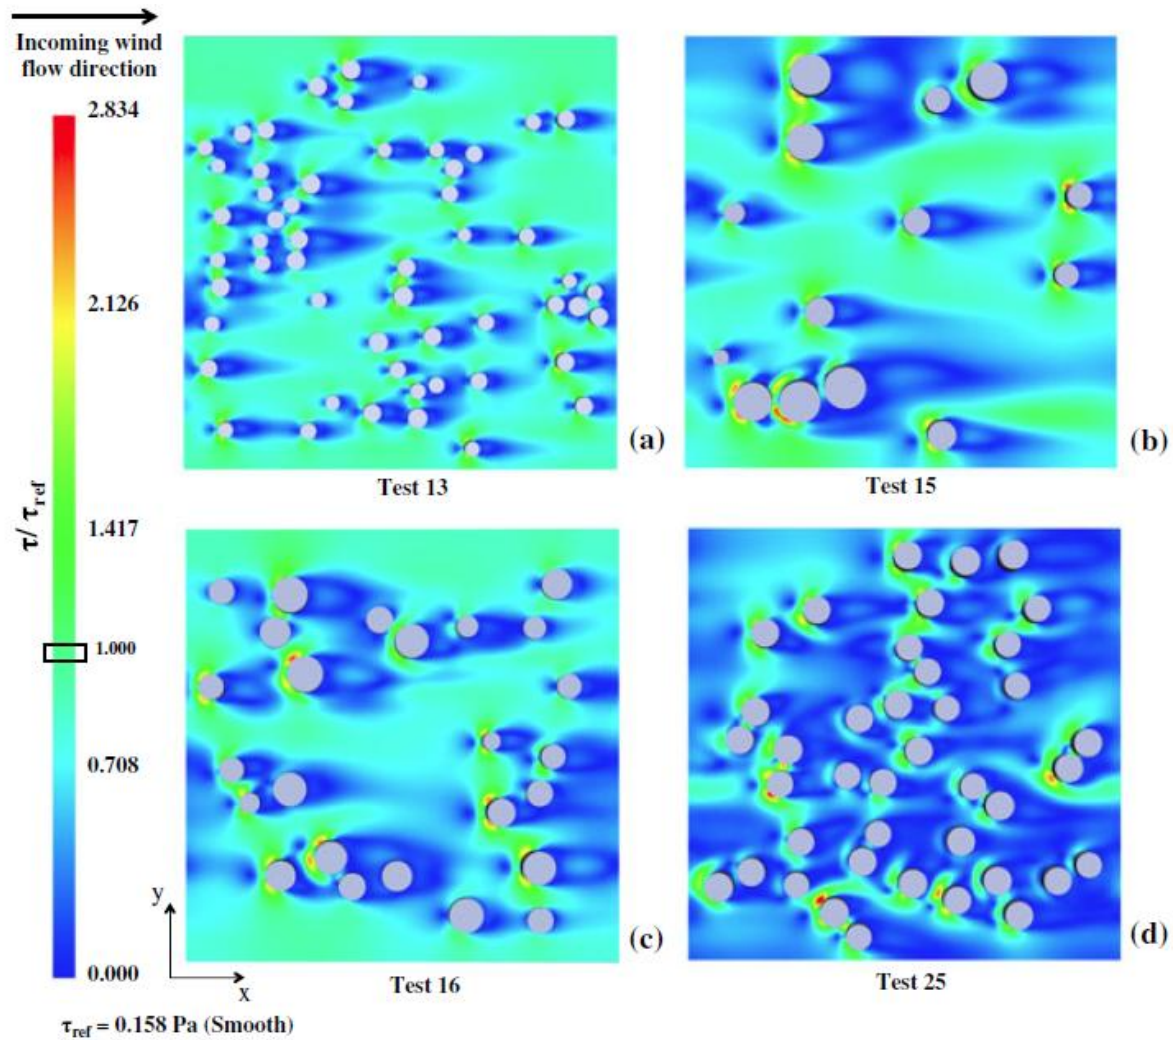 Incoming wind
flow direction
2.834
2.126
1.417
1.000
0.708
0.000
τ/ τref
(a)
Test 13
(b)
Test 15
(c)
Test 16
(d)
Test 25
y
x
τref = 0.158 Pa (Smooth)